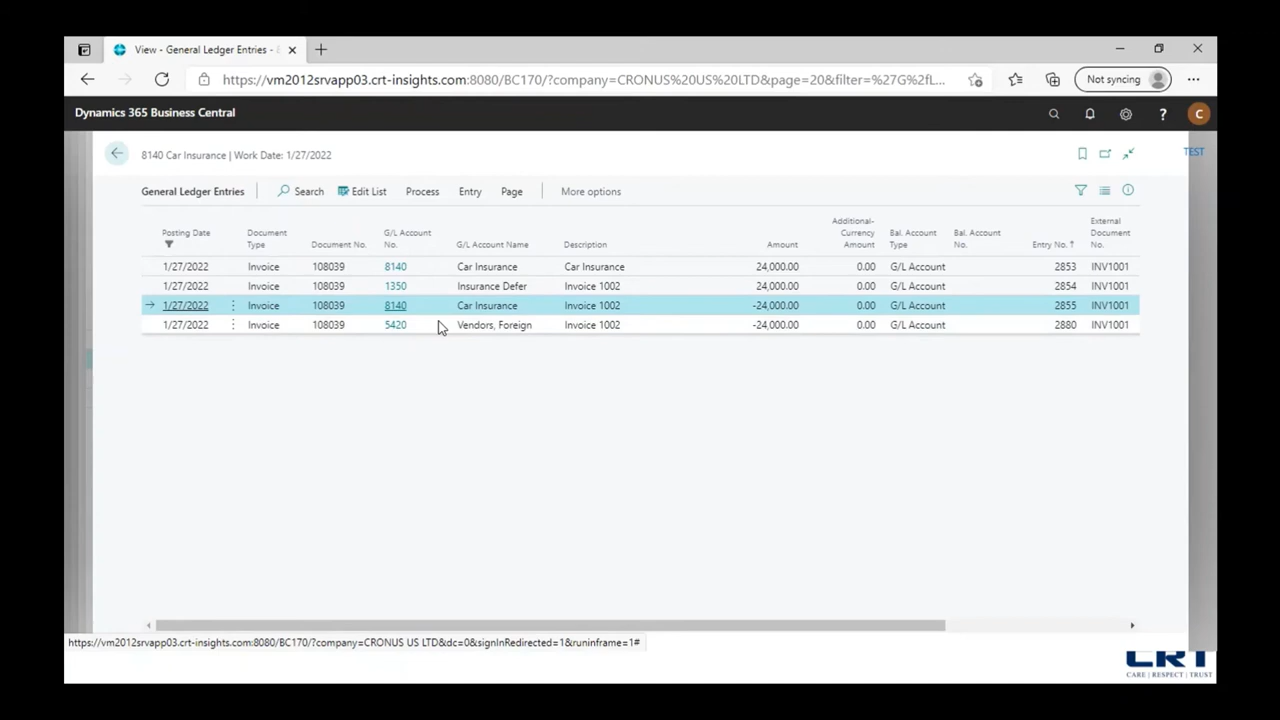 View - General Ledger Entries -
https://vm2012srvapp03.crt-insights.com:8080/BC170/?company=CRONUS%20US%20LTD&page=20&filter=%27G%2fL...
Not syncing
Dynamics 365 Business Central
?
C
8140 Car Insurance | Work Date: 1/27/2022
TEST
General Ledger Entries
Search
Edit List
Process
Entry
Page
More options
Posting Date
Document Type
Document No.
G/L Account No.
G/L Account Name
Description
Amount
Additional-Currency Amount
Bal. Account Type
Bal. Account No.
Entry No. ↑
External Document No.
1/27/2022 Invoice 108039 8140 Car Insurance Car Insurance 24,000.00 0.00 G/L Account 2853 INV1001
1/27/2022 Invoice 108039 1350 Insurance Defer Invoice 1002 24,000.00 0.00 G/L Account 2854 INV1001
1/27/2022 Invoice 108039 8140 Car Insurance Invoice 1002 -24,000.00 0.00 G/L Account 2855 INV1001
1/27/2022 Invoice 108039 5420 Vendors, Foreign Invoice 1002 -24,000.00 0.00 G/L Account 2880 INV1001
https://vm2012srvapp03.crt-insights.com:8080/BC170/?company=CRONUS US LTD&dc=0&signInRedirected=1&runinframe=1#
CRT
CARE | RESPECT | TRUST